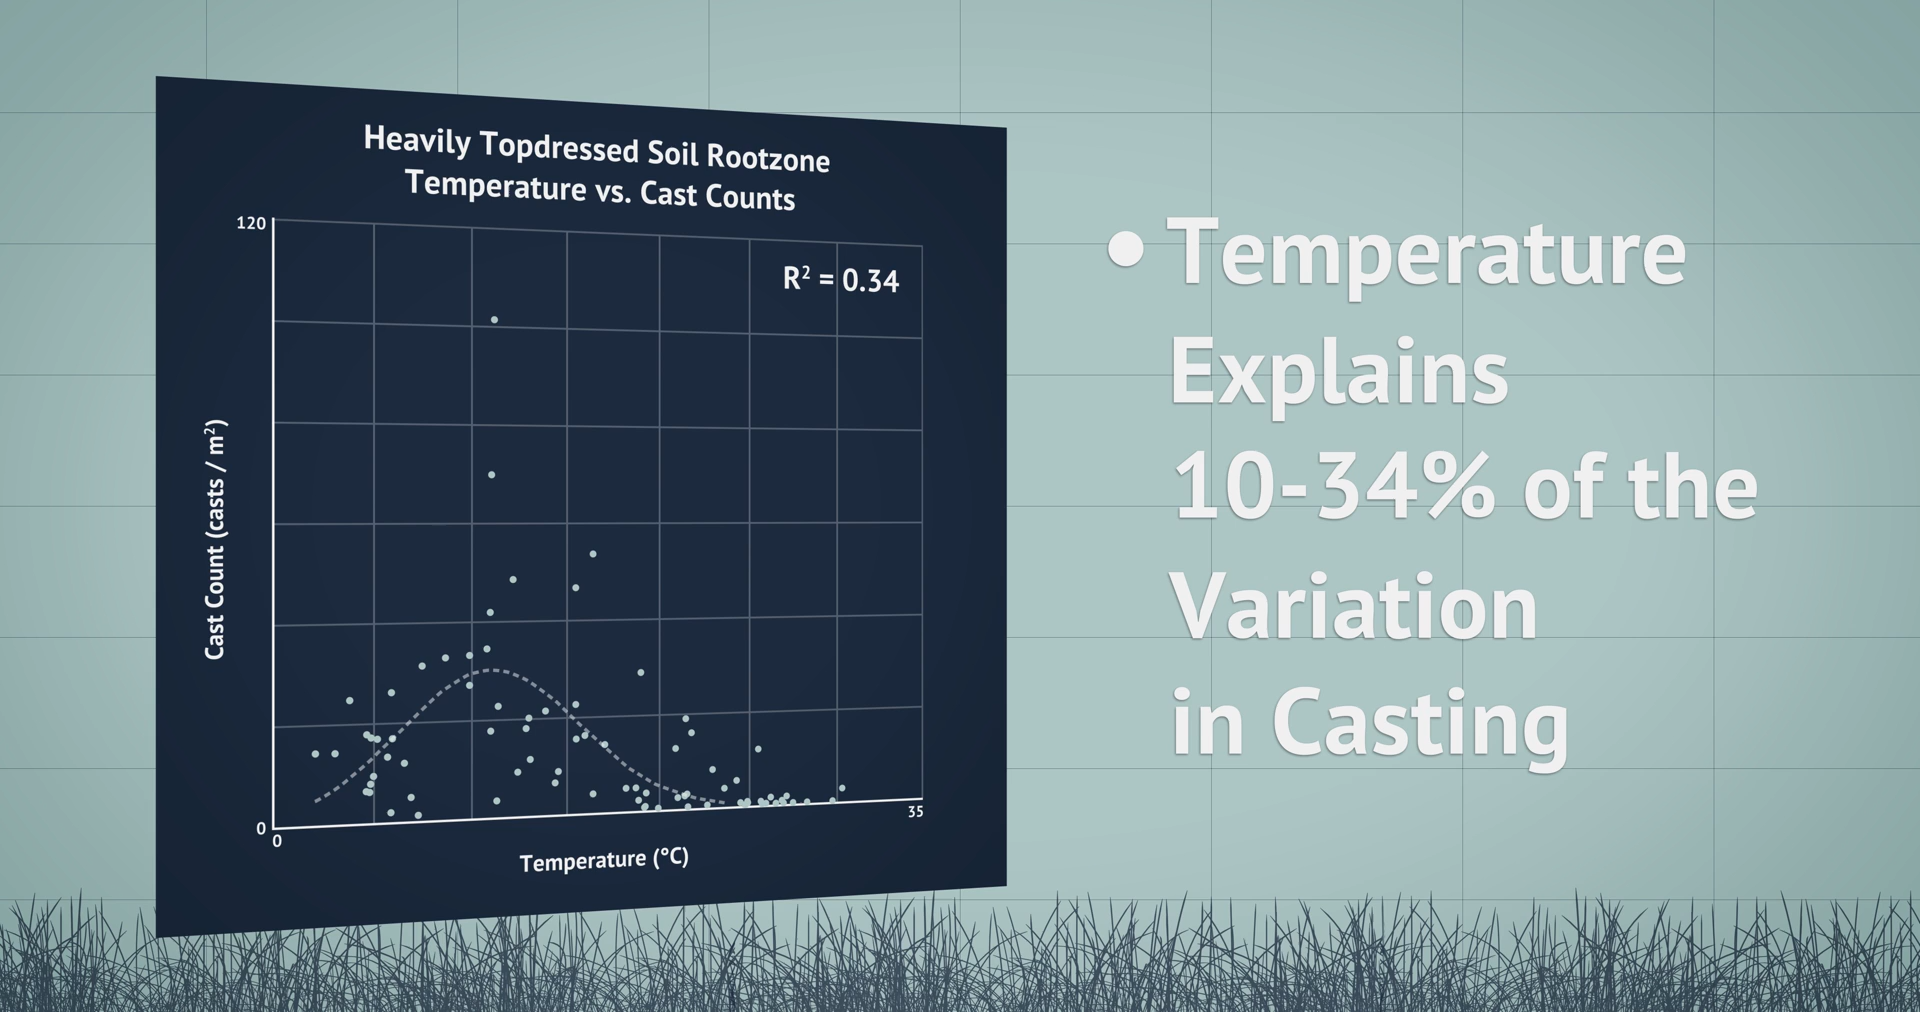 Heavily Topdressed Soil Rootzone
Temperature vs. Cast Counts
120
R² = 0.34
Cast Count (casts / m²)
0
0
35
Temperature (°C)
• Temperature
Explains
10-34% of the
Variation
in Casting